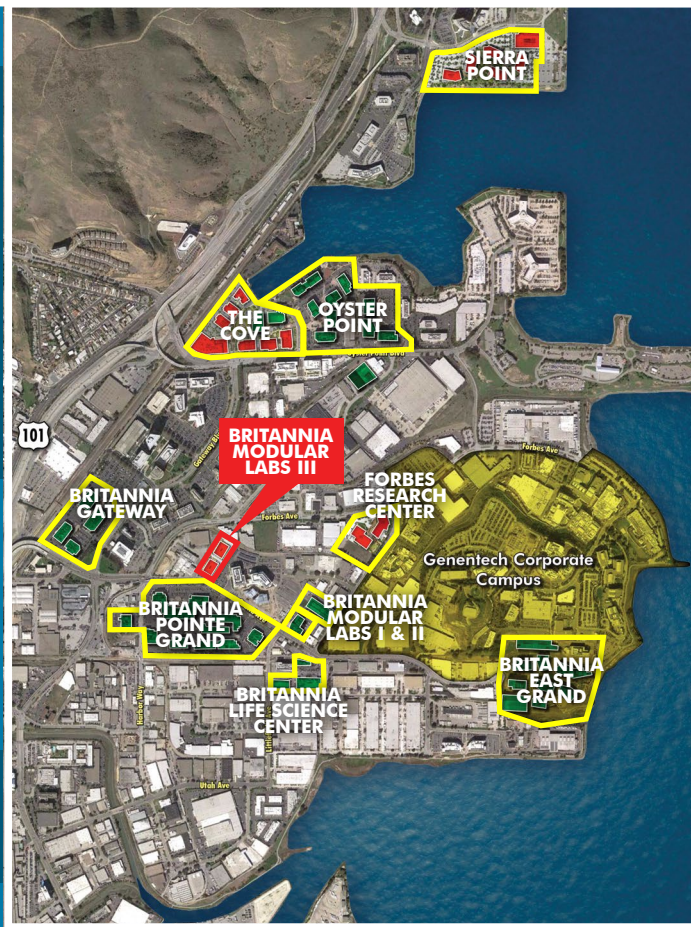 SIERRA
POINT
THE
COVE
OYSTER
POINT
101
BRITANNIA
MODULAR
LABS III
Forbes Ave
BRITANNIA
GATEWAY
FORBES
RESEARCH
CENTER
Forbes Ave
Genentech Corporate
Campus
BRITANNIA
POINTE
GRAND
BRITANNIA
MODULAR
LABS I & II
BRITANNIA
EAST
GRAND
BRITANNIA
LIFE SCIENCE
CENTER
Harbor Way
Utah Ave